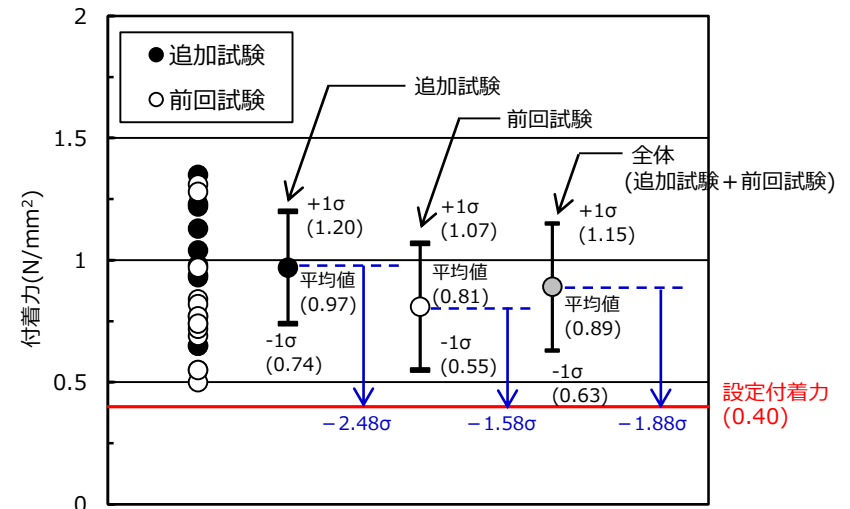 2
追加試験
前回試験
追加試験
前回試験
全体
(追加試験＋前回試験)
1.5
+1σ
(1.20)
+1σ
(1.07)
+1σ
(1.15)
1
平均値
(0.97)
平均値
(0.81)
平均値
(0.89)
-1σ
(0.74)
-1σ
(0.55)
-1σ
(0.63)
0.5
設定付着力
(0.40)
－2.48σ
－1.58σ
－1.88σ
0
付着力(N/mm²)